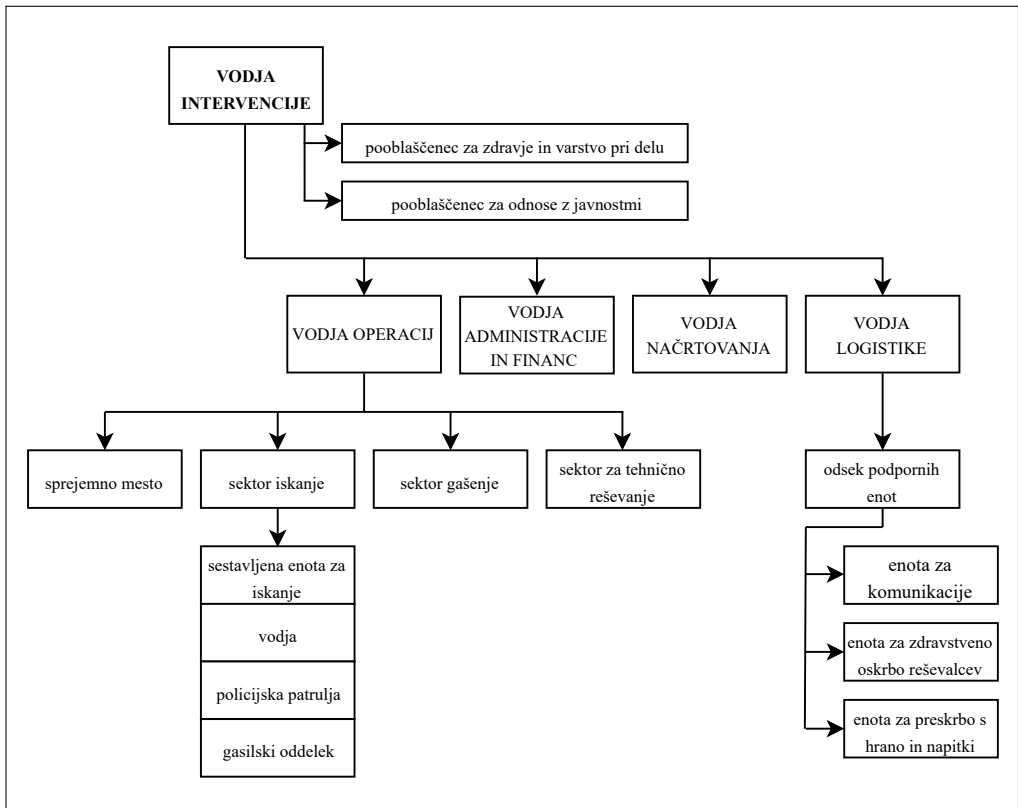 VODJA
INTERVENCIJE
pooblaščenec za zdravje in varstvo pri delu
pooblaščenec za odnose z javnostmi
VODJA OPERACIJ
VODJA
ADMINISTRACIJE
IN FINANC
VODJA
NAČRTOVANJA
VODJA
LOGISTIKE
sprejemno mesto
sektor iskanje
sektor gašenje
sektor za tehnično
reševanje
odsek podpornih
enot
sestavljena enota za
iskanje
vodja
policijska patrulja
gasilski oddelek
enota za
komunikacije
enota za zdravstveno
oskrbo reševalcev
enota za preskrbo s
hrano in napitki